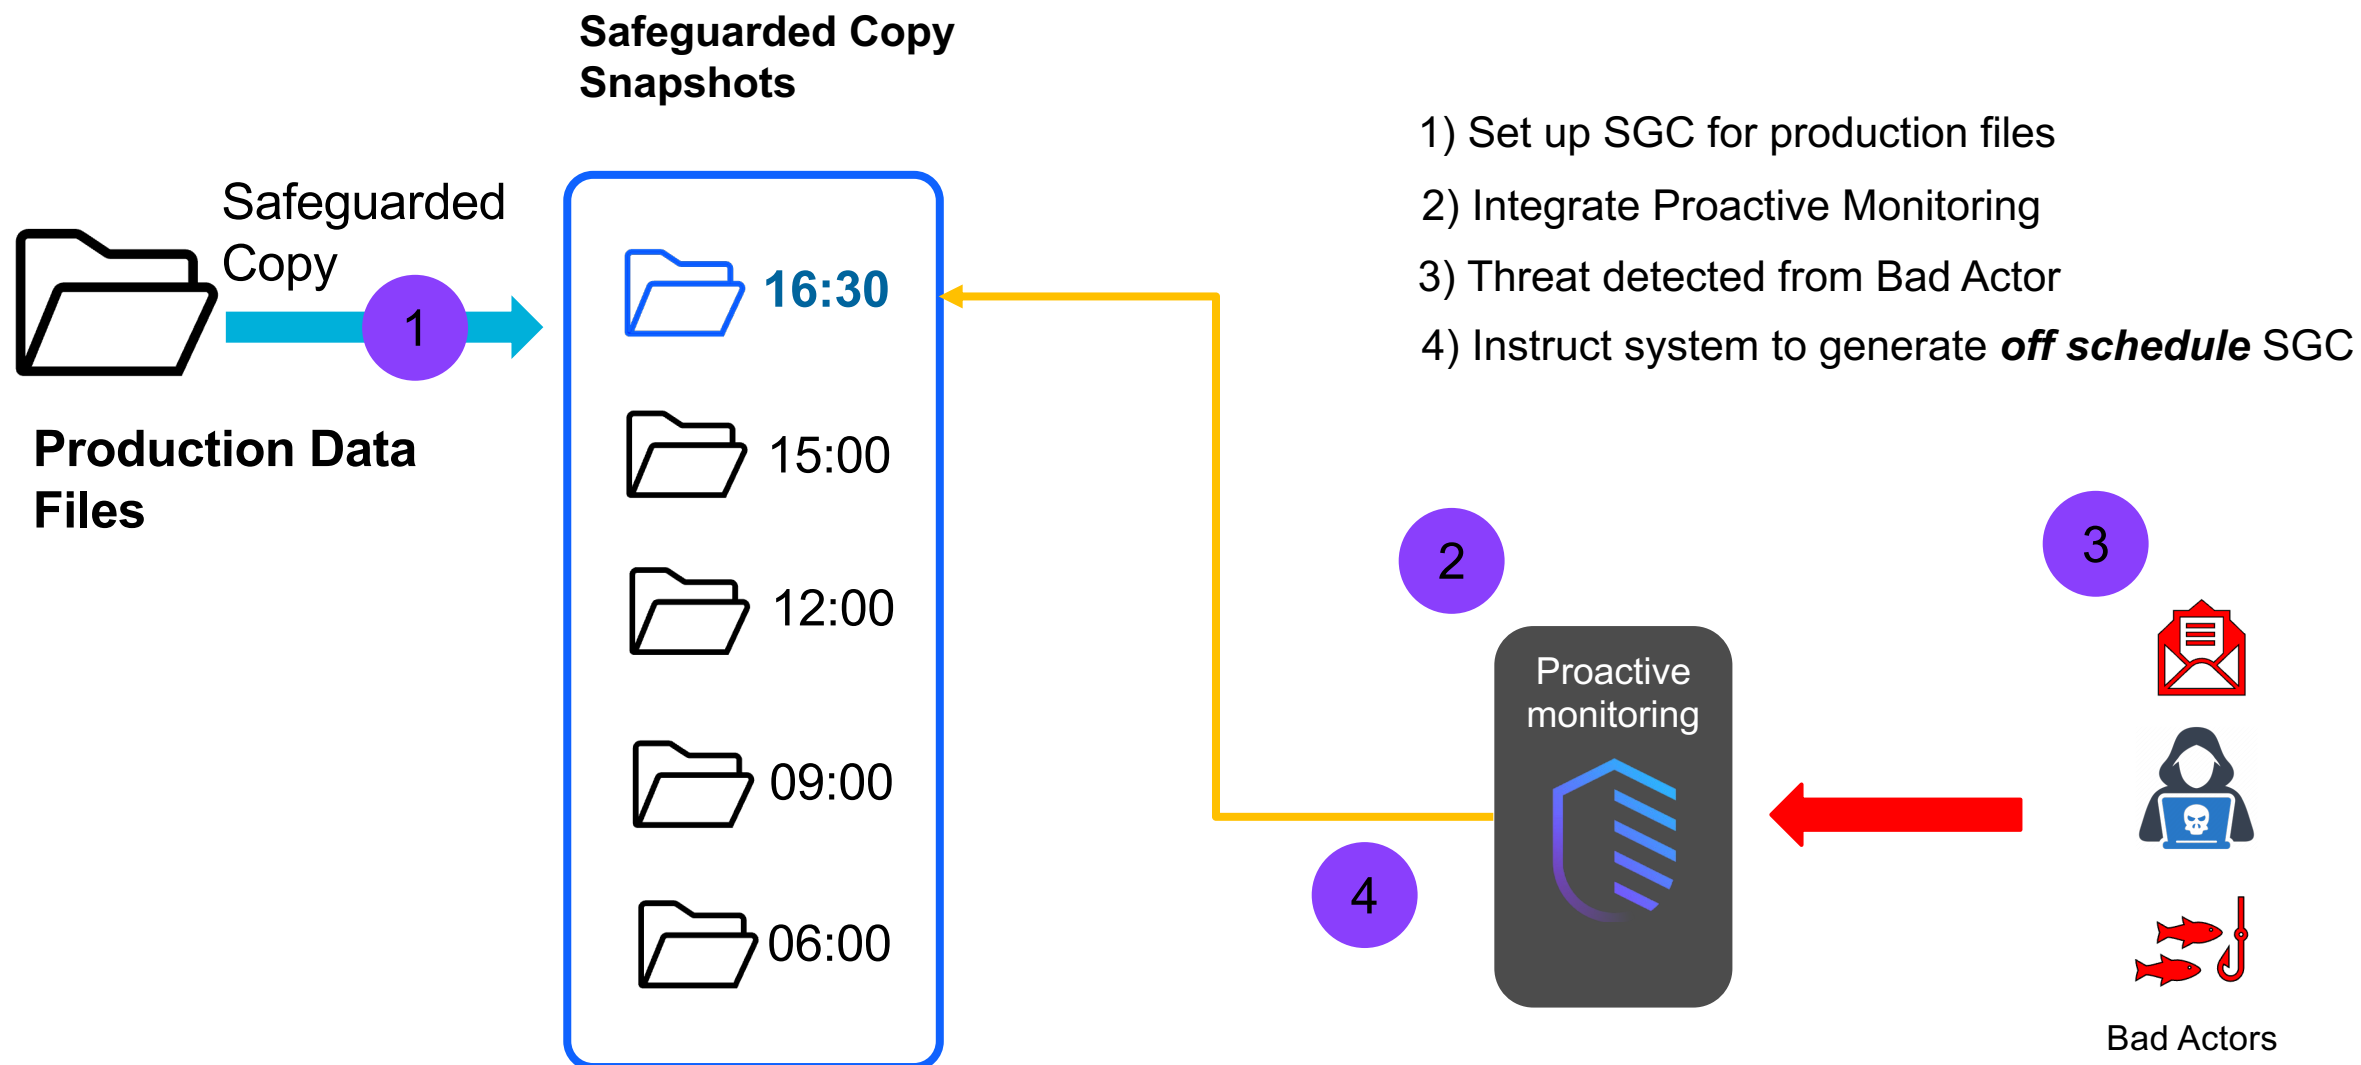 Safeguarded Copy
Snapshots
1) Set up SGC for production files
2) Integrate Proactive Monitoring
3) Threat detected from Bad Actor
4) Instruct system to generate off schedule SGC
Safeguarded
Copy
1
Production Data
Files
16:30
15:00
12:00
09:00
06:00
2
Proactive
monitoring
4
3
Bad Actors